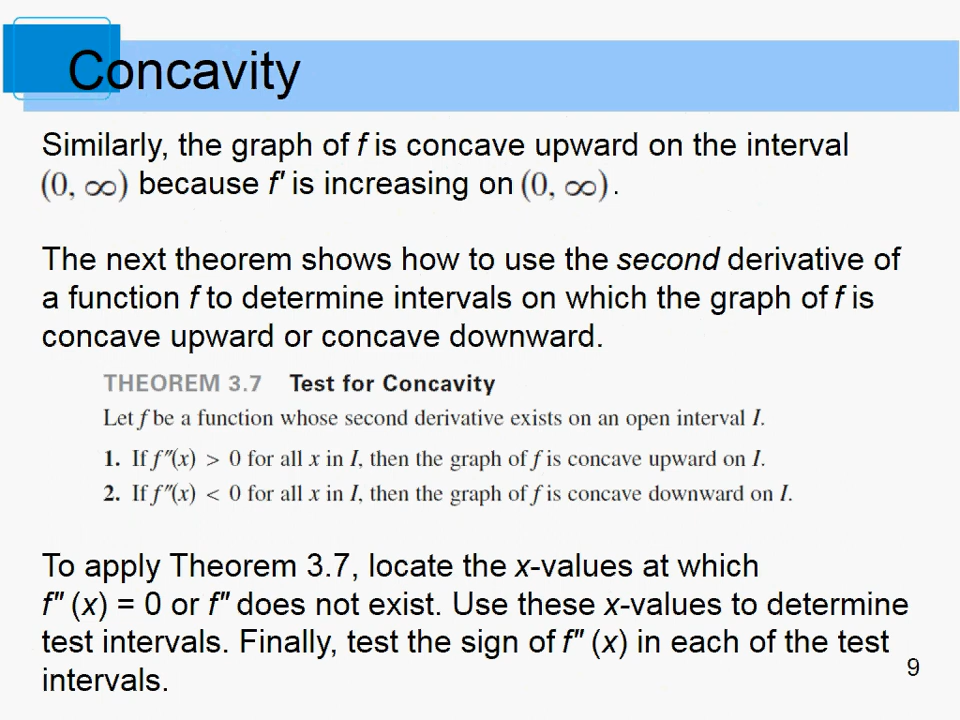 Concavity
Similarly, the graph of f is concave upward on the interval
(0, ∞) because f′ is increasing on (0, ∞).
The next theorem shows how to use the second derivative of
a function f to determine intervals on which the graph of f is
concave upward or concave downward.
THEOREM 3.7 Test for Concavity
Let f be a function whose second derivative exists on an open interval I.
1. If f″(x) > 0 for all x in I, then the graph of f is concave upward on I.
2. If f″(x) < 0 for all x in I, then the graph of f is concave downward on I.
To apply Theorem 3.7, locate the x-values at which
f″ (x) = 0 or f″ does not exist. Use these x-values to determine
test intervals. Finally, test the sign of f″ (x) in each of the test
intervals.
9